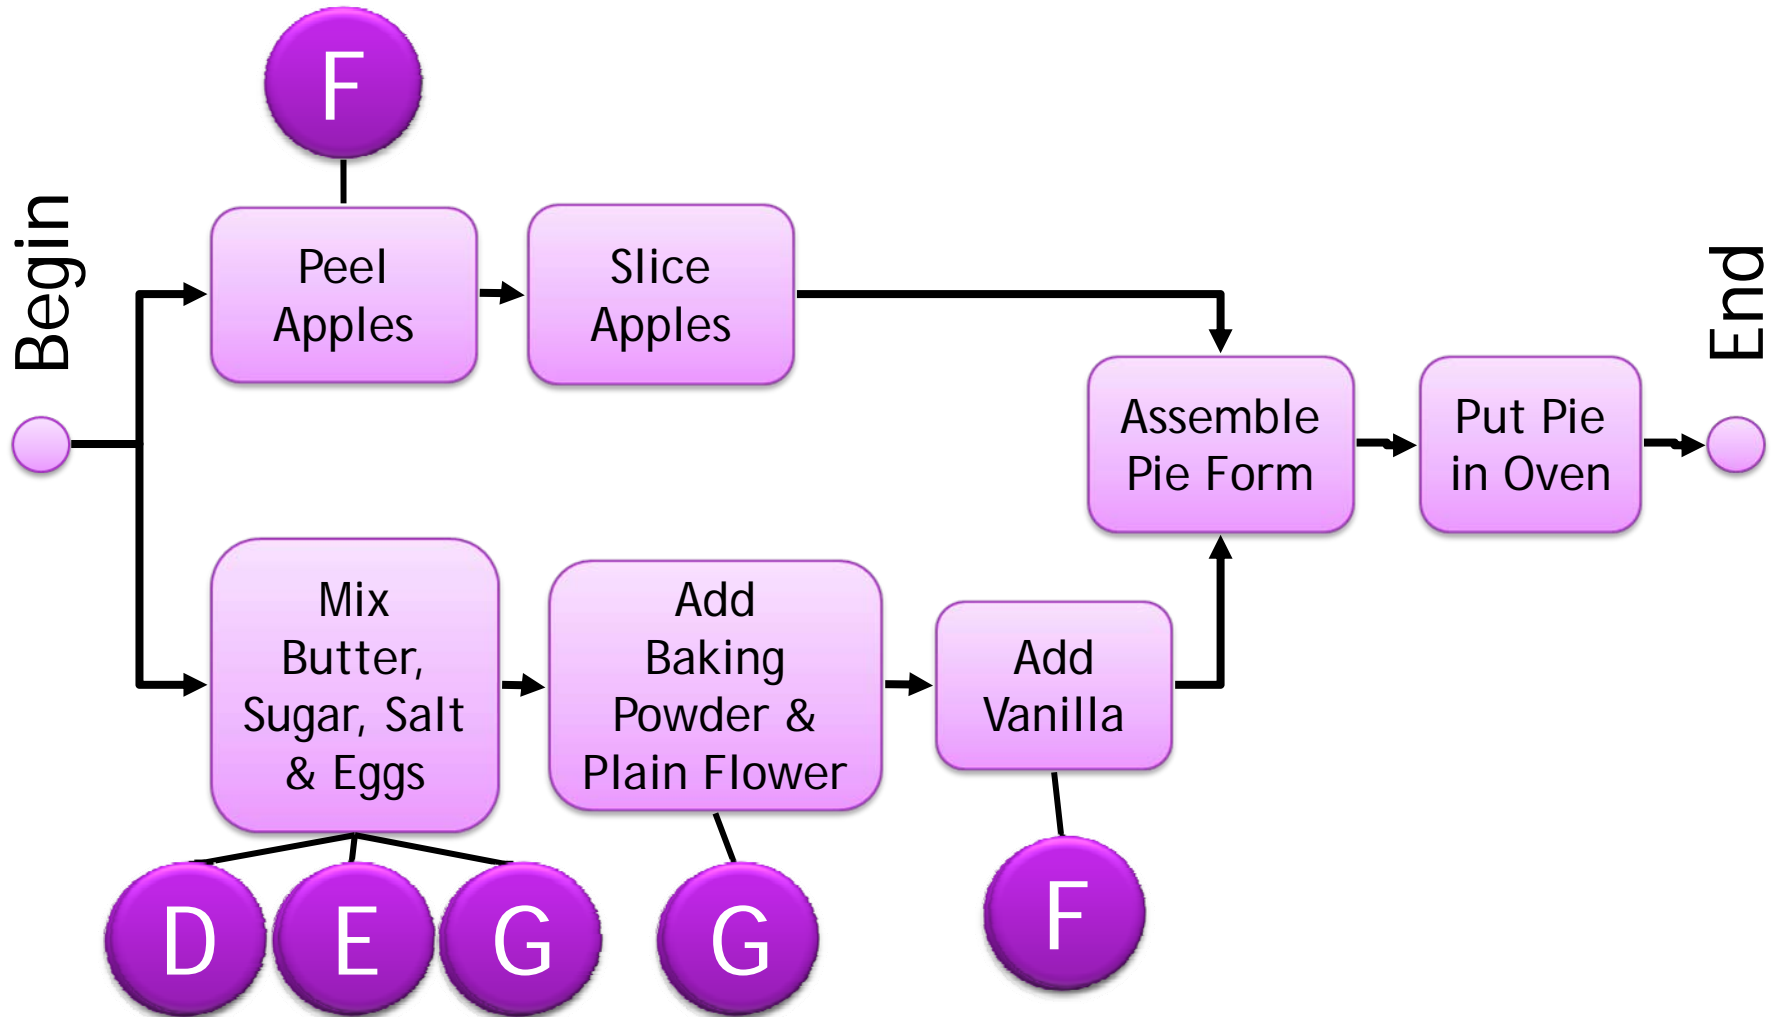 F
Begin
Peel
Apples
Slice
Apples
End
Assemble
Pie Form
Put Pie
in Oven
Mix
Butter,
Sugar, Salt
& Eggs
Add
Baking
Powder &
Plain Flower
Add
Vanilla
D
E
G
G
F